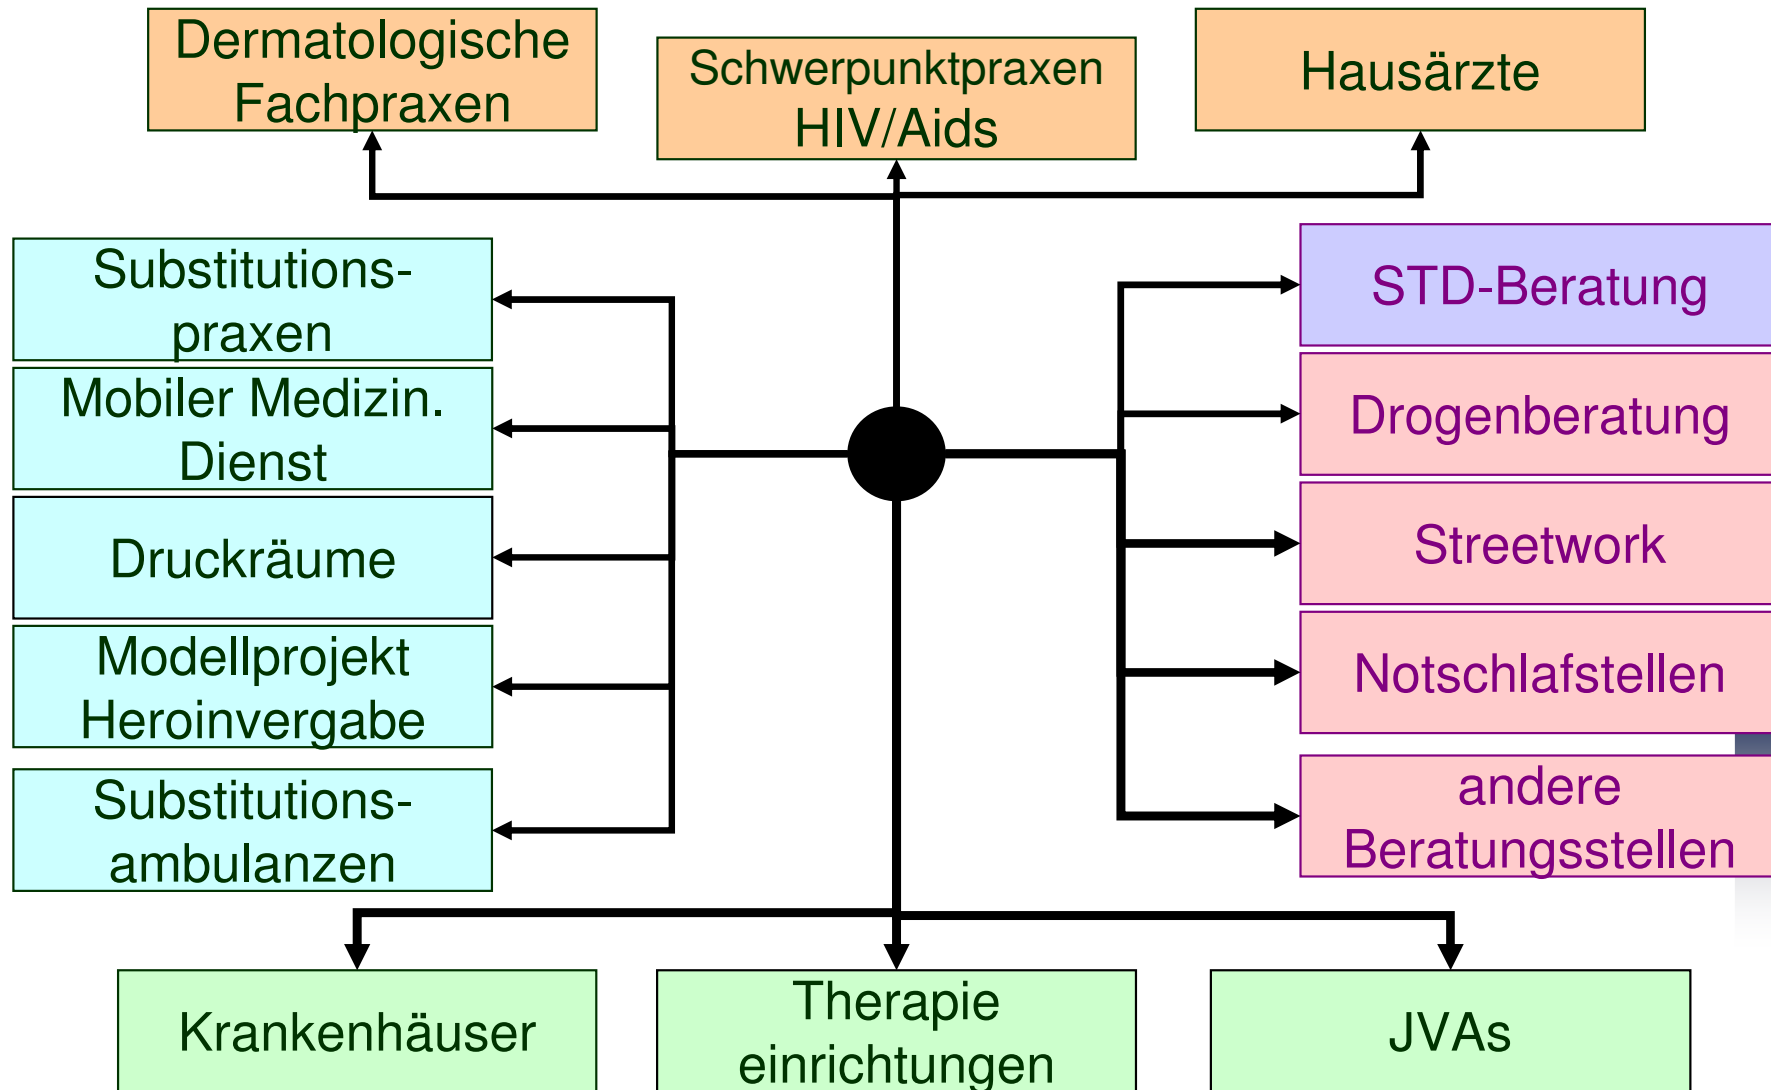 Dermatologische
Fachpraxen
Schwerpunktpraxen
HIV/Aids
Hausärzte
Substitutions-
praxen
Mobiler Medizin.
Dienst
Druckräume
Modellprojekt
Heroinvergabe
Substitutions-
ambulanzen
STD-Beratung
Drogenberatung
Streetwork
Notschlafstellen
andere
Beratungsstellen
Krankenhäuser
Therapie
einrichtungen
JVAs